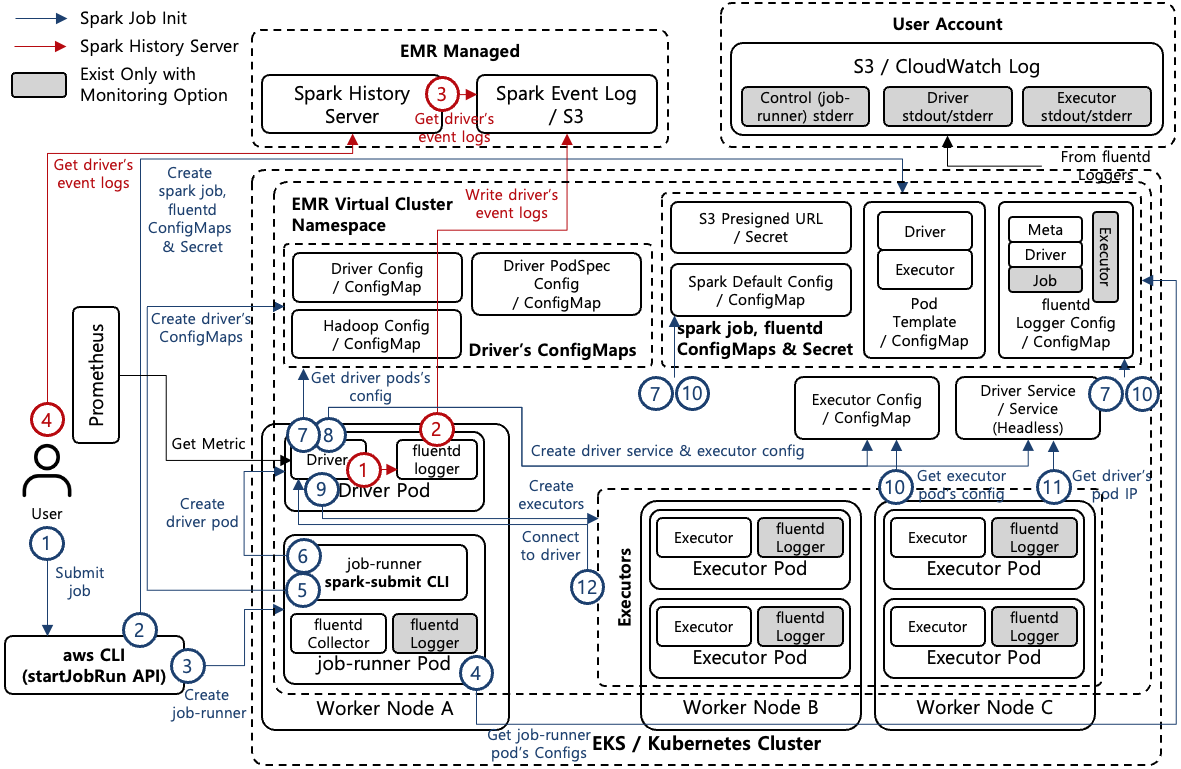 Spark Job Init
Spark History Server
Exist Only with
Monitoring Option
EMR Managed
Spark History
Server
3
Get driver's
event logs
Spark Event Log
/ S3
User Account
S3 / CloudWatch Log
Control (job-
runner) stderr
Driver
stdout/stderr
Executor
stdout/stderr
From fluentd
Loggers
Get driver's
event logs
Create
spark job,
fluentd
ConfigMaps
& Secret
Write driver's
event logs
EMR Virtual Cluster
Namespace
Driver Config
/ ConfigMap
Driver PodSpec
Config
/ ConfigMap
Hadoop Config
/ ConfigMap
Driver's ConfigMaps
S3 Presigned URL
/ Secret
Spark Default Config
/ ConfigMap
spark job, fluentd
ConfigMaps & Secret
Driver
Executor
Pod
Template
/ ConfigMap
Meta
Driver
Job
Executor
fluentd
Logger Config
/ ConfigMap
7
10
7
10
Executor Config
/ ConfigMap
Driver Service
/ Service
(Headless)
Prometheus
Create driver's
ConfigMaps
Get driver pods's
config
Get Metric
4
User
1
Submit
job
2
aws CLI
(startJobRun API)
3
Create
job-runner
Create
driver pod
7
8
2
Driver
1
fluentd
logger
9
Driver Pod
Create driver service & executor config
Create
executors
Connect
to driver
12
10
Get executor
pod's config
11
Get driver's
pod IP
6
5
job-runner
spark-submit CLI
fluentd
Collector
fluentd
Logger
job-runner Pod
4
Worker Node A
Get job-runner
pod's Configs
Executors
Executor
fluentd
Logger
Executor Pod
Executor
fluentd
Logger
Executor Pod
Worker Node B
Executor
fluentd
Logger
Executor Pod
Executor
fluentd
Logger
Executor Pod
Worker Node C
EKS / Kubernetes Cluster